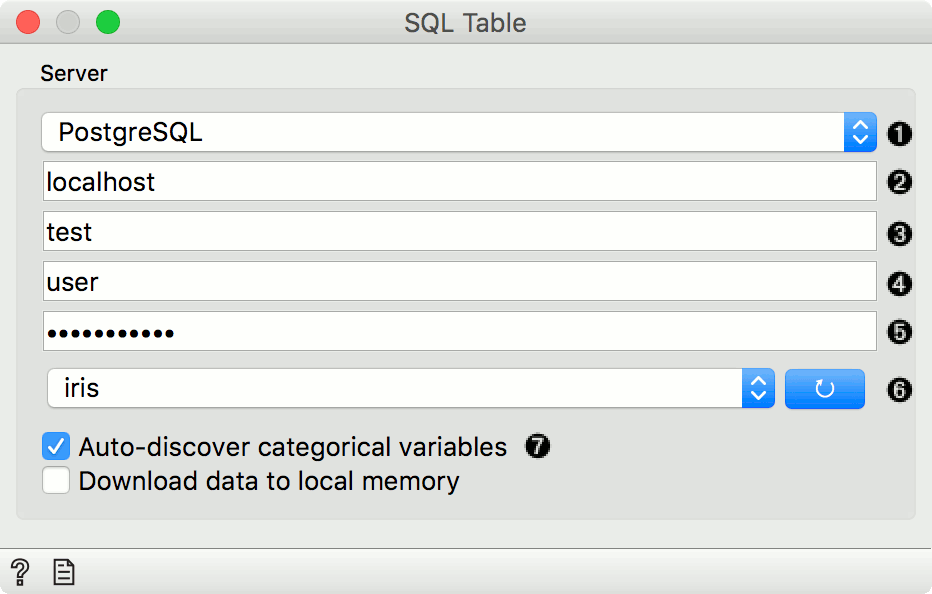 SQL Table
Server
PostgreSQL ❶
localhost ❷
test ❸
user ❹
••••••••••• ❺
iris ❻
Auto-discover categorical variables ❼
Download data to local memory
?